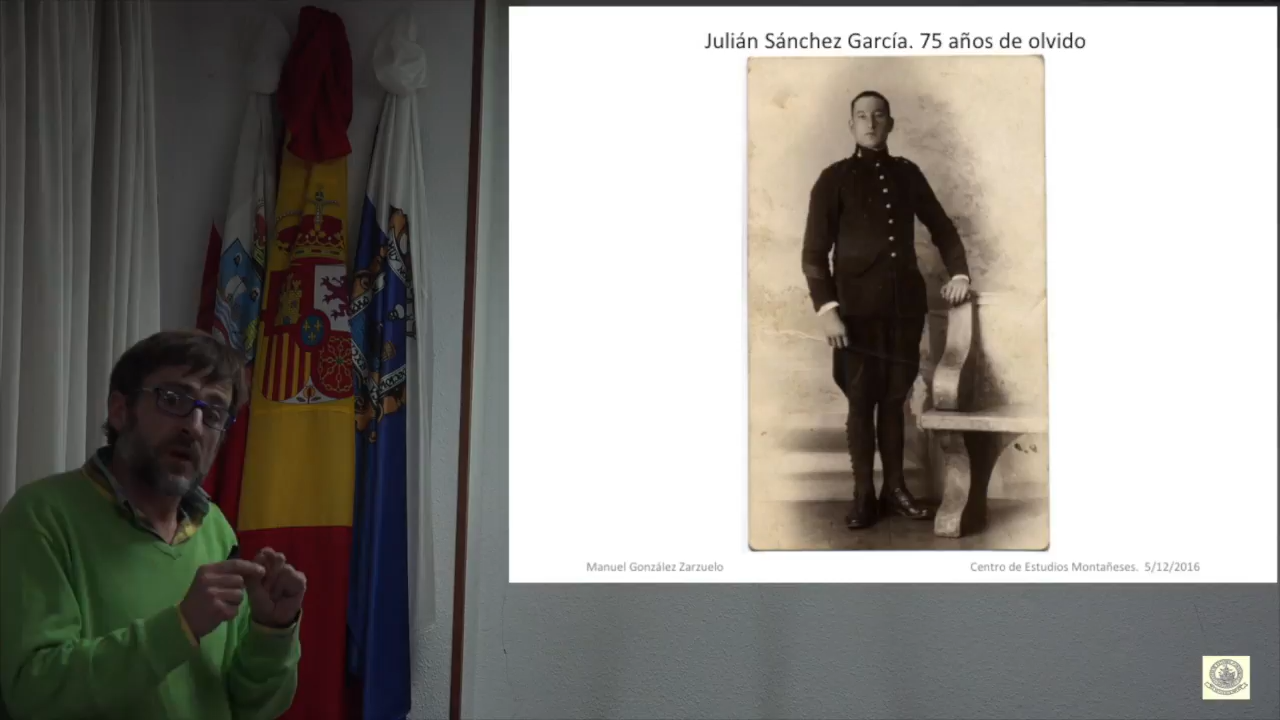 Julián Sánchez García. 75 años de olvido
Manuel González Zarzuelo
Centro de Estudios Montañeses. 5/12/2016